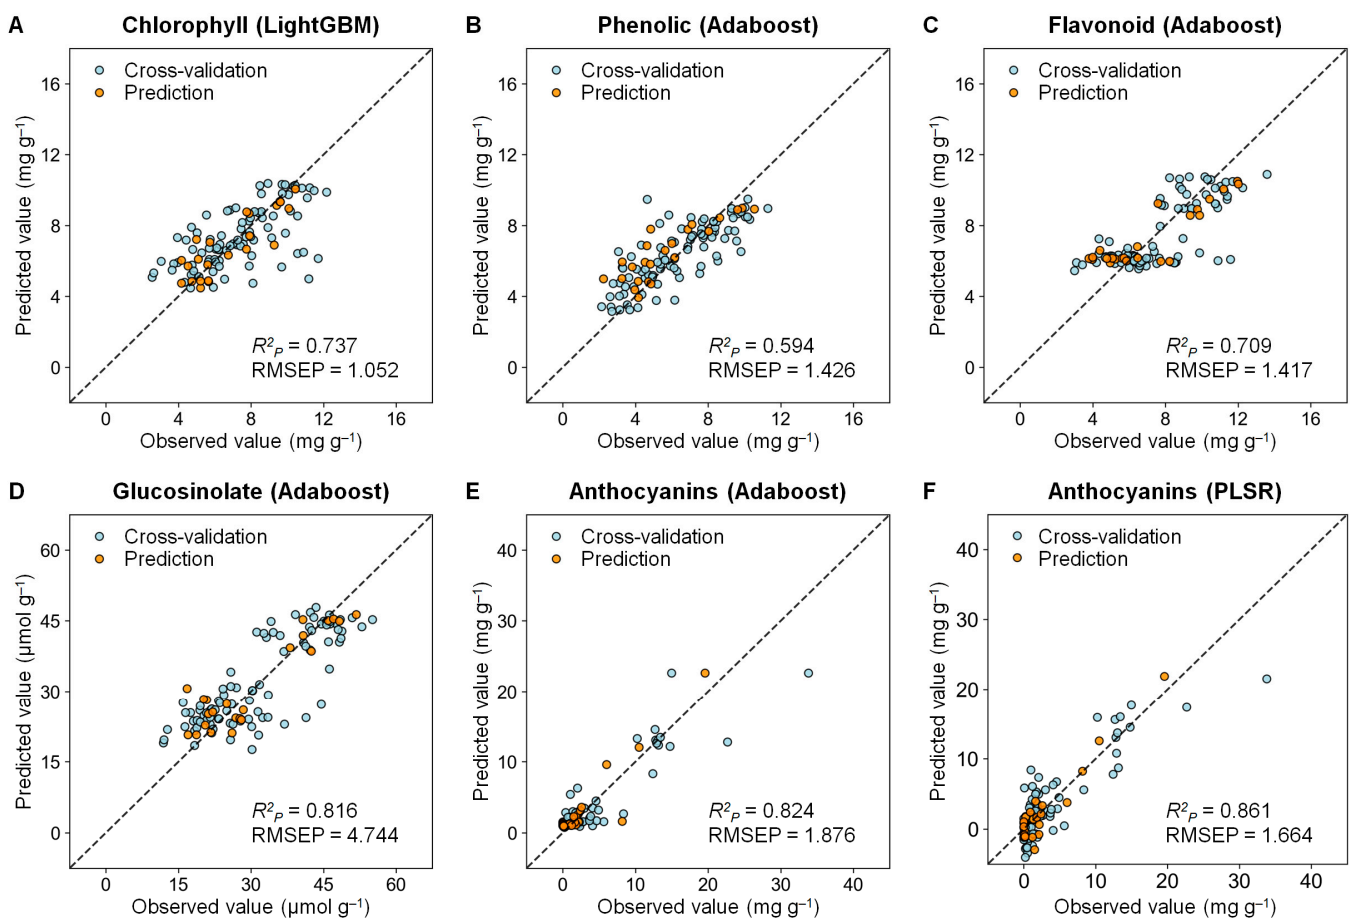 A Chlorophyll (LightGBM)
Cross-validation
Prediction
16
12
8
4
0
Predicted value (mg g⁻¹)
R²P = 0.737
RMSEP = 1.052
0 4 8 12 16
Observed value (mg g⁻¹)
B Phenolic (Adaboost)
Cross-validation
Prediction
16
12
8
4
0
Predicted value (mg g⁻¹)
R²P = 0.594
RMSEP = 1.426
0 4 8 12 16
Observed value (mg g⁻¹)
C Flavonoid (Adaboost)
Cross-validation
Prediction
16
12
8
4
0
Predicted value (mg g⁻¹)
R²P = 0.709
RMSEP = 1.417
0 4 8 12 16
Observed value (mg g⁻¹)
D Glucosinolate (Adaboost)
Cross-validation
Prediction
60
45
30
15
0
Predicted value (µmol g⁻¹)
R²P = 0.816
RMSEP = 4.744
0 15 30 45 60
Observed value (µmol g⁻¹)
E Anthocyanins (Adaboost)
Cross-validation
Prediction
40
30
20
10
0
Predicted value (mg g⁻¹)
R²P = 0.824
RMSEP = 1.876
0 10 20 30 40
Observed value (mg g⁻¹)
F Anthocyanins (PLSR)
Cross-validation
Prediction
40
30
20
10
0
Predicted value (mg g⁻¹)
R²P = 0.861
RMSEP = 1.664
0 10 20 30 40
Observed value (mg g⁻¹)